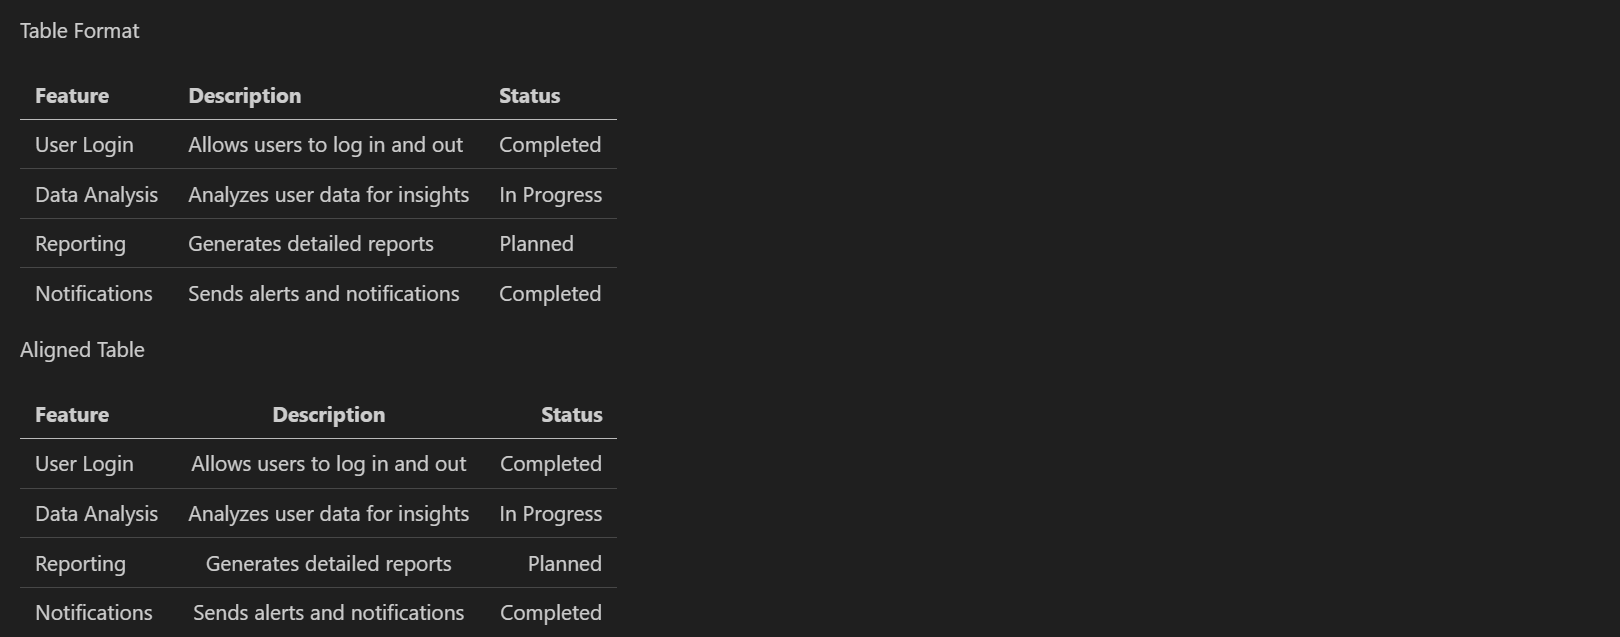 Table Format
Feature Description Status
User Login Allows users to log in and out Completed
Data Analysis Analyzes user data for insights In Progress
Reporting Generates detailed reports Planned
Notifications Sends alerts and notifications Completed
Aligned Table
Feature Description Status
User Login Allows users to log in and out Completed
Data Analysis Analyzes user data for insights In Progress
Reporting Generates detailed reports Planned
Notifications Sends alerts and notifications Completed